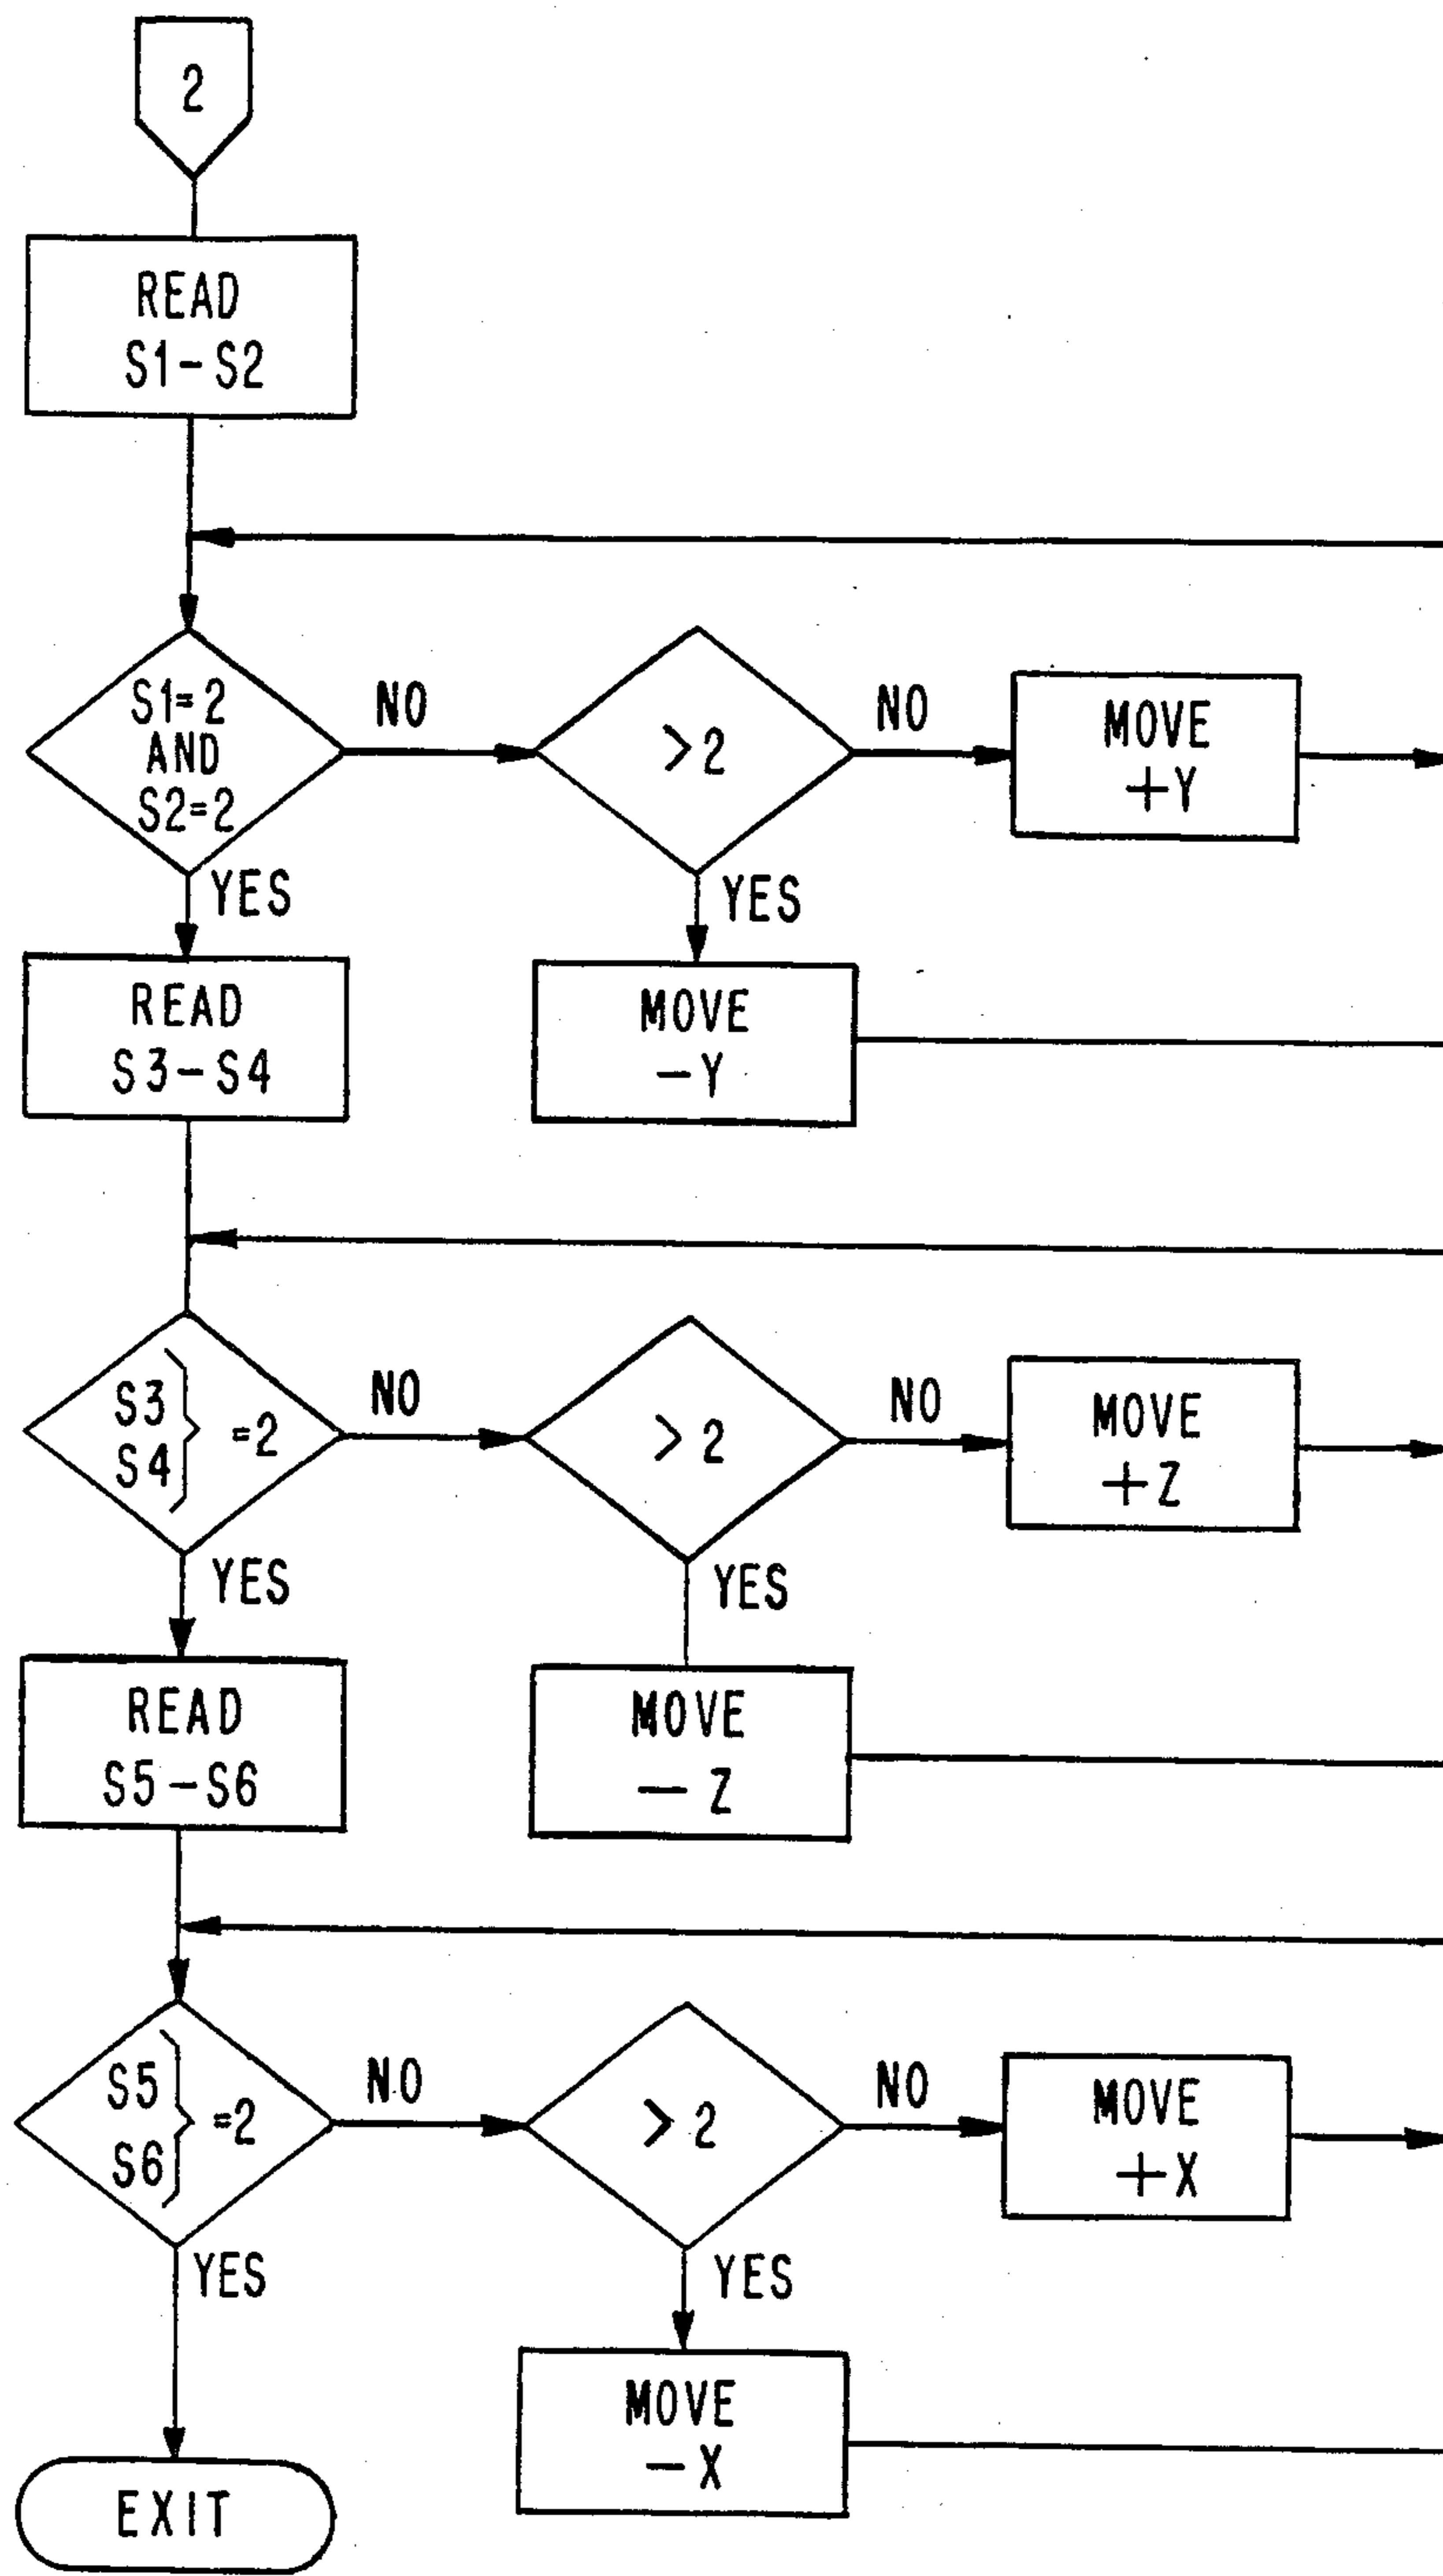 2
READ
S1-S2
S1=2
AND
S2=2
NO
>2
NO
MOVE
+Y
YES
YES
READ
S3-S4
MOVE
-Y
S3
S4
=2
NO
>2
NO
MOVE
+Z
YES
YES
READ
S5-S6
MOVE
- Z
S5
S6
=2
NO
>2
NO
MOVE
+X
YES
YES
MOVE
-X
EXIT